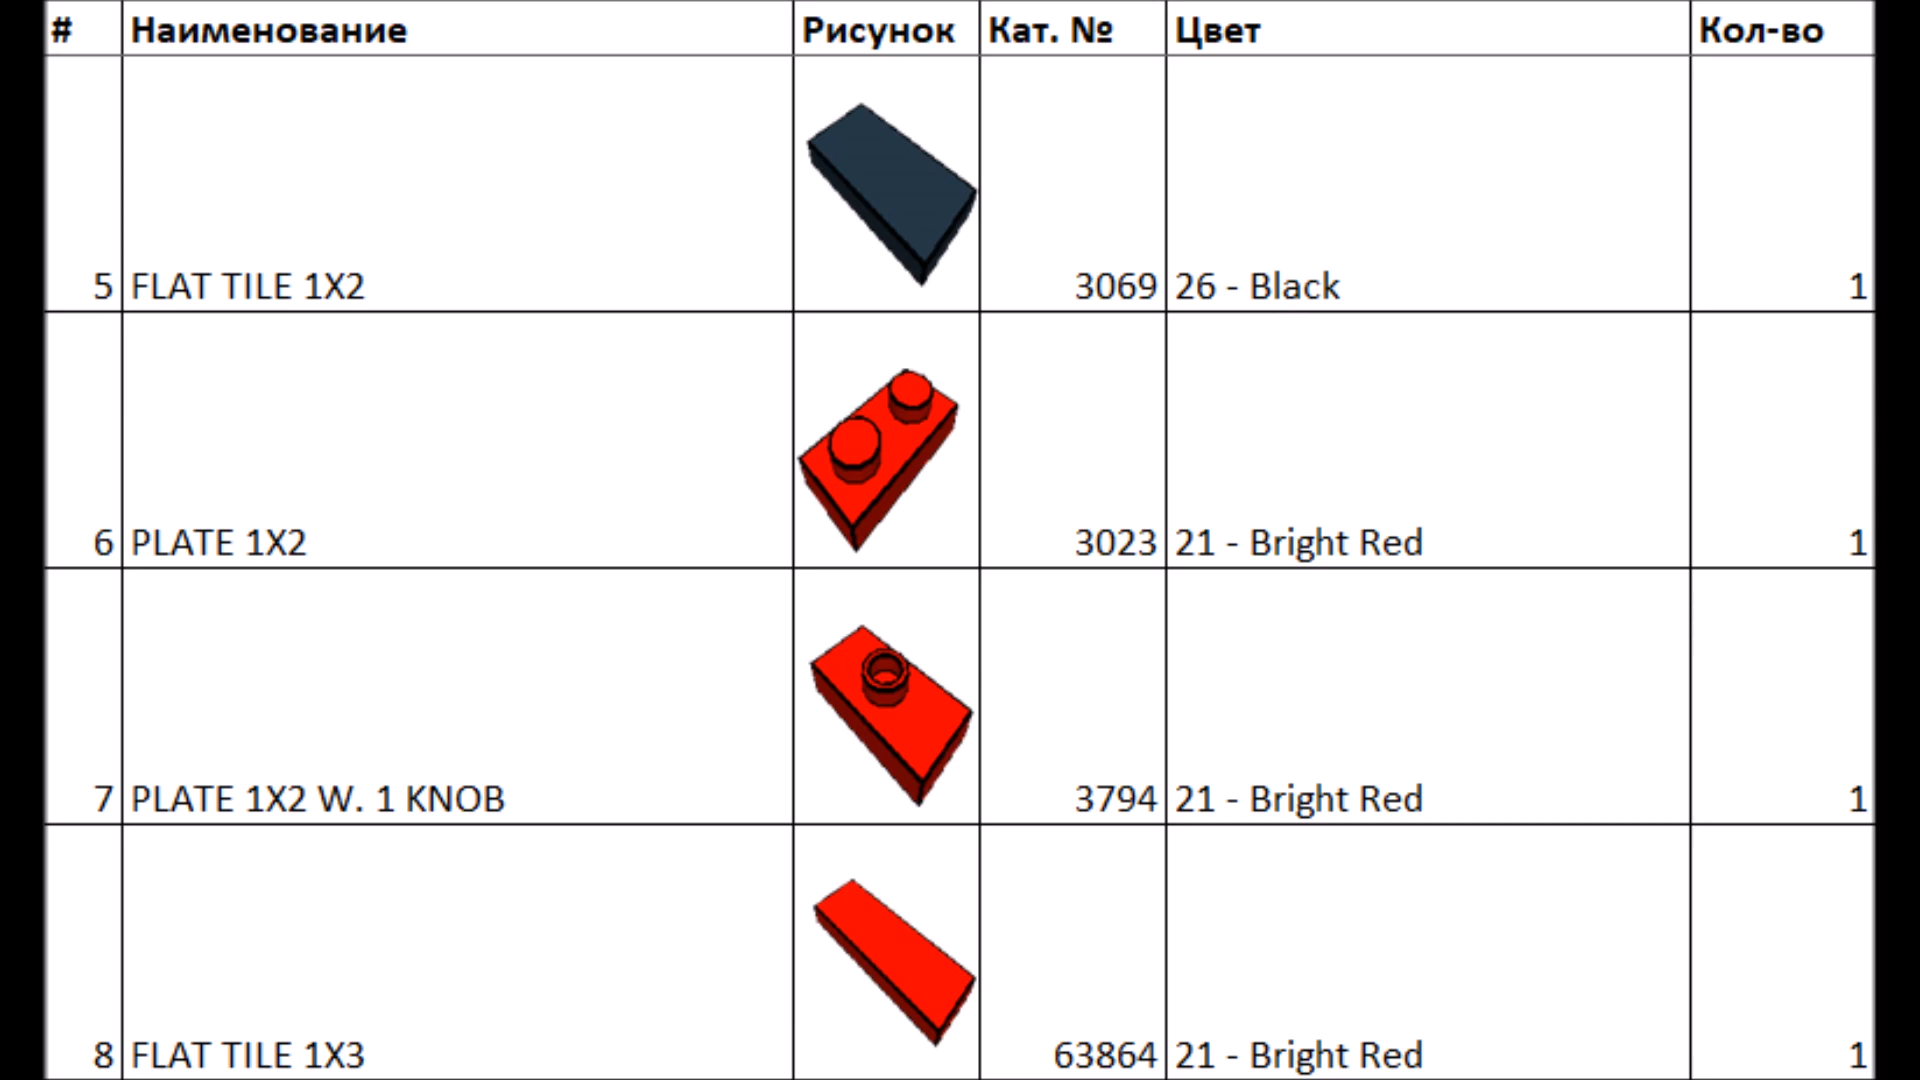 # Наименование Рисунок Кат. № Цвет Кол-во
5 FLAT TILE 1X2 3069 26 - Black 1
6 PLATE 1X2 3023 21 - Bright Red 1
7 PLATE 1X2 W. 1 KNOB 3794 21 - Bright Red 1
8 FLAT TILE 1X3 63864 21 - Bright Red 1